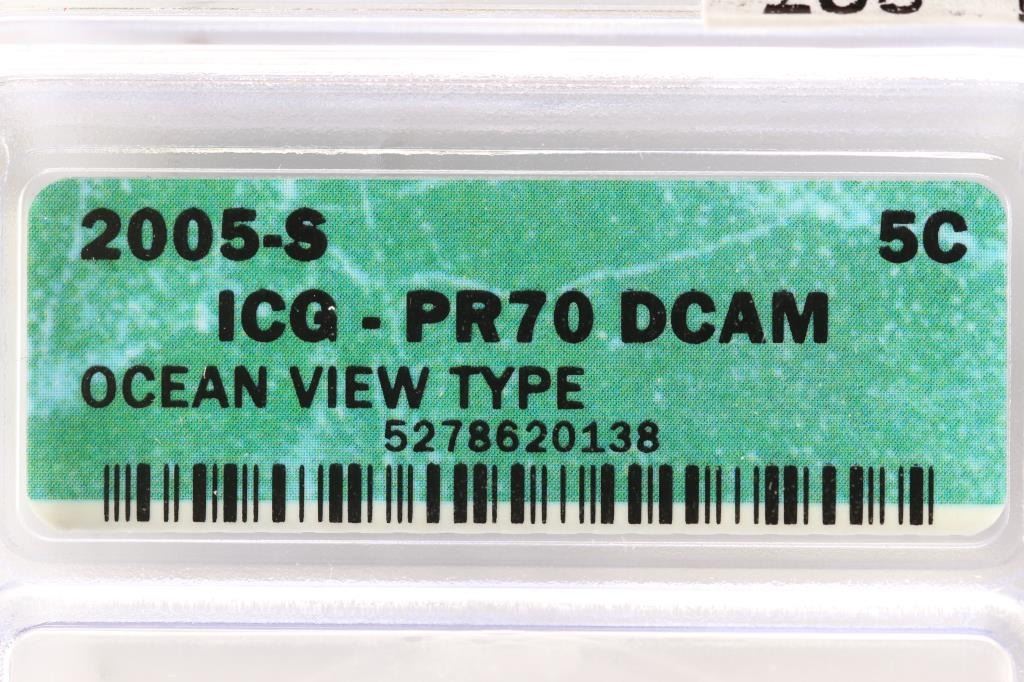 2005-S 5C
ICG - PR70 DCAM
OCEAN VIEW TYPE
5278620138